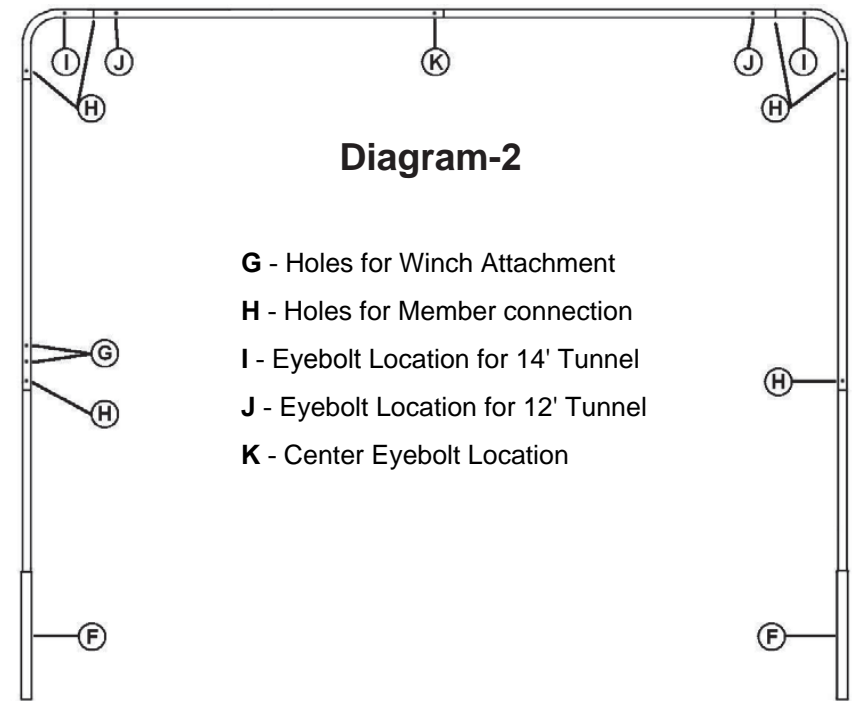 I J K J I
H H
Diagram-2
G - Holes for Winch Attachment
H - Holes for Member connection
I - Eyebolt Location for 14' Tunnel
G
J - Eyebolt Location for 12' Tunnel
H
H
K - Center Eyebolt Location
F F